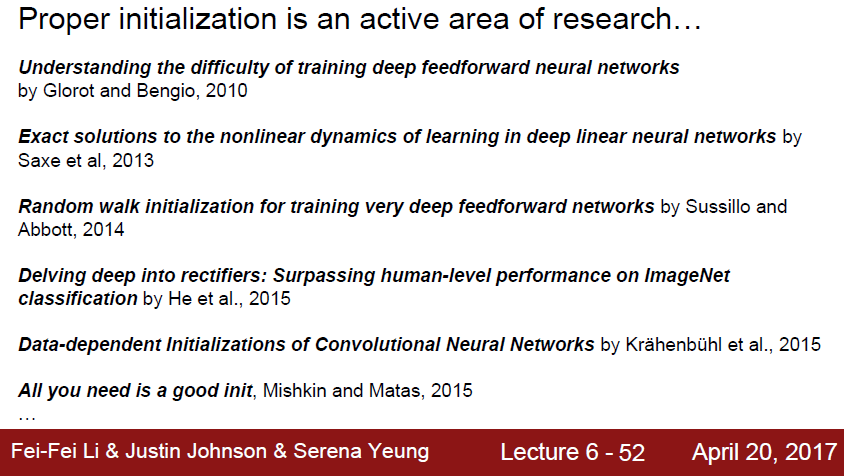 Proper initialization is an active area of research…
Understanding the difficulty of training deep feedforward neural networks
by Glorot and Bengio, 2010
Exact solutions to the nonlinear dynamics of learning in deep linear neural networks by
Saxe et al, 2013
Random walk initialization for training very deep feedforward networks by Sussillo and
Abbott, 2014
Delving deep into rectifiers: Surpassing human-level performance on ImageNet
classification by He et al., 2015
Data-dependent Initializations of Convolutional Neural Networks by Krähenbühl et al., 2015
All you need is a good init, Mishkin and Matas, 2015
…
Fei-Fei Li & Justin Johnson & Serena Yeung Lecture 6 - 52 April 20, 2017